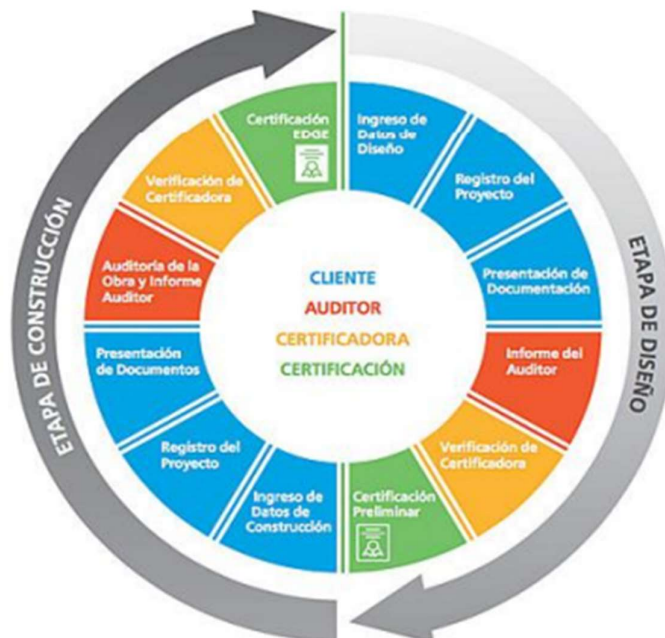 ETAPA DE DISEÑO
Ingreso de
Datos de
Diseño
Registro del
Proyecto
Presentación de
Documentación
Informe del
Auditor
Verificación de
Certificadora
Certificación
Preliminar
ETAPA DE CONSTRUCCIÓN
Ingreso de
Datos de
Construcción
Registro del
Proyecto
Presentación
de Documentos
Auditoría de la
Obra y Informe
Auditor
Verificación de
Certificadora
Certificación
EDGE
CLIENTE
AUDITOR
CERTIFICADORA
CERTIFICACIÓN